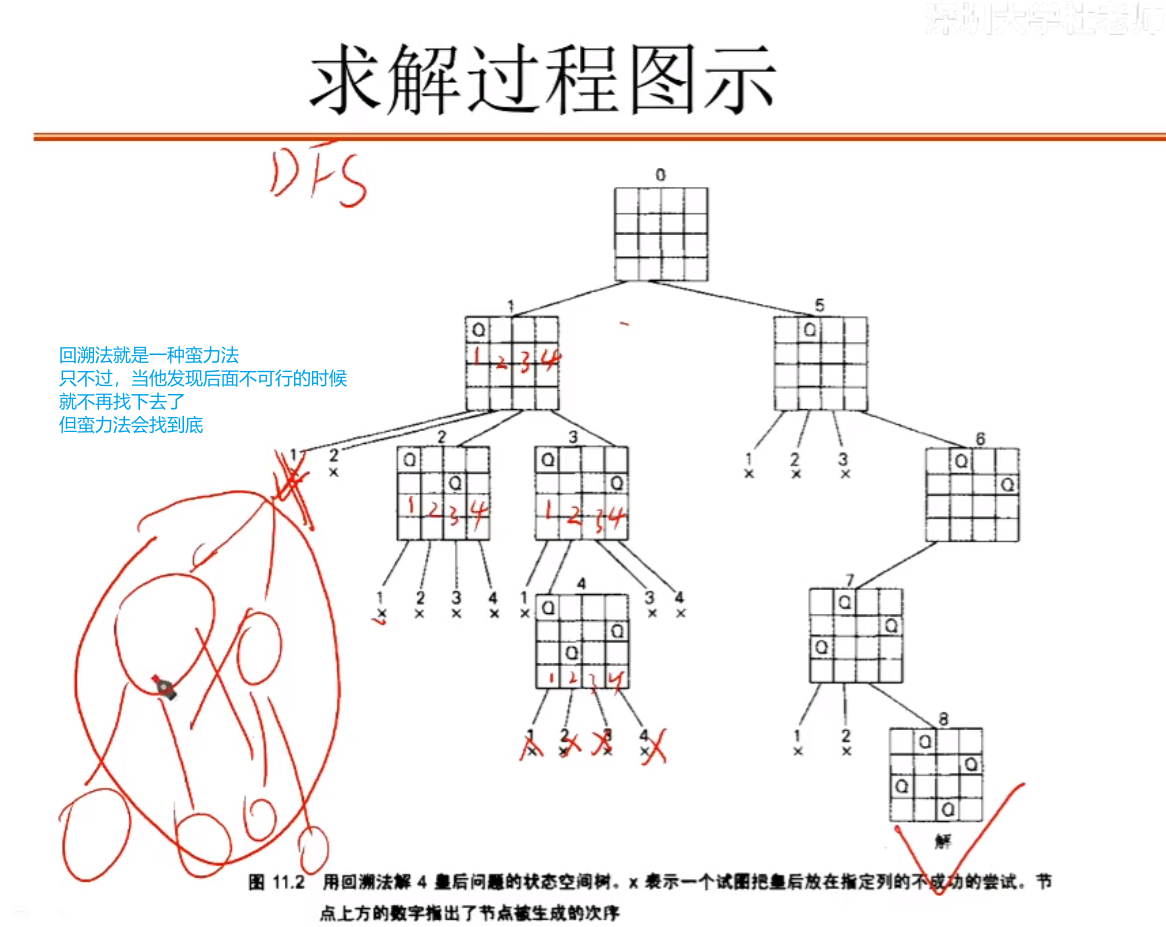 深圳大学杜老师
求解过程图示
DFS
0
1
5
Q
Q
1 2 3 4
回溯法就是一种蛮力法
只不过，当他发现后面不可行的时候
就不再找下去了
但蛮力法会找到底
1 2
× ×
2
3
1 2 3
× × ×
6
Q
Q
Q
Q
Q
Q
1 2 3 4
1 2 3 4
1 2 3 4
× × × ×
1
×
3 4
× ×
4
Q
Q
Q
1 2 3 4
7
Q
Q
Q
1 2 3 4
× × × ×
1 2
× ×
8
Q
Q
Q
Q
解
图 11.2 用回溯法解 4 皇后问题的状态空间树。x 表示一个试图把皇后放在指定列的不成功的尝试。节
点上方的数字指出了节点被生成的次序